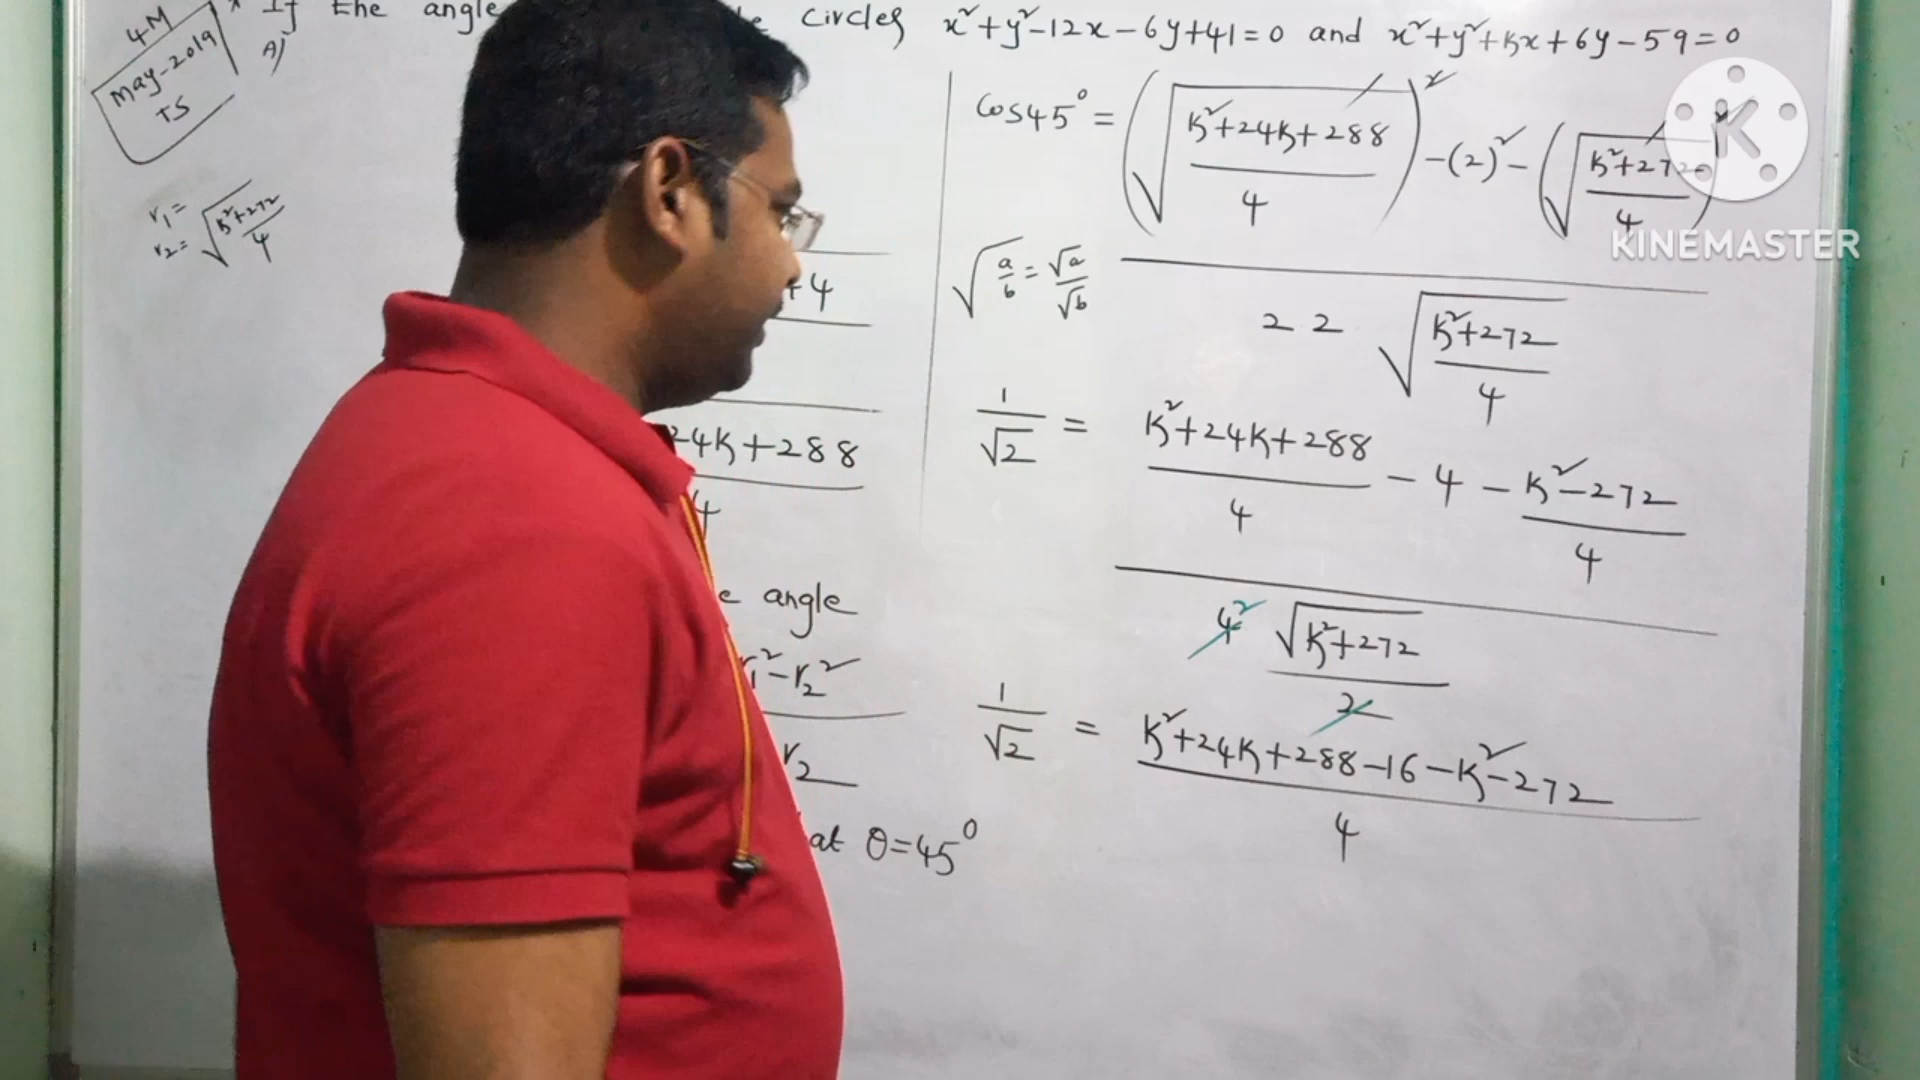 4M
May-2019
TS
* If the angle
circles x²+y²-12x-6y+41=0 and x²+y²+kx+6y-59=0
A)
r₁=
r₂=√((k²+272)/4)
+4
24k+288
4
angle
r₁²-r₂²
r₂
at θ=45°
cos45° = (√((k²+24k+288)/4))² -(2)² - (√((k²+272)/4))²
√(a/b) = √a/√b
2 2 √((k²+272)/4)
1/√2 = (k²+24k+288)/4 - 4 - (k²-272)/4
4² √(k²+272)
2
1/√2 = k²+24k+288-16-k²-272
4
K
KINEMASTER